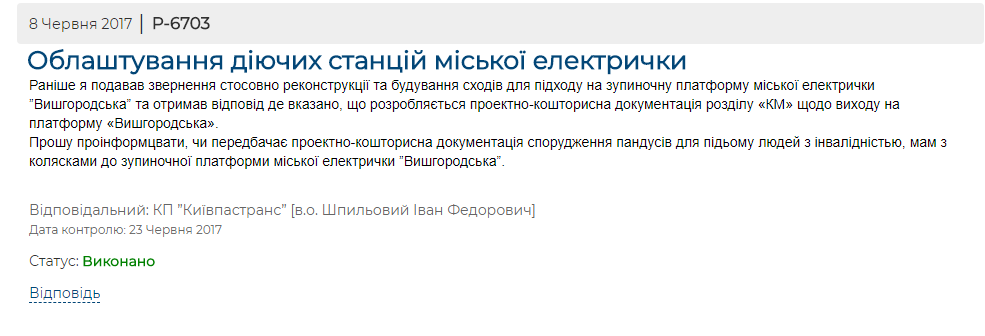 8 Червня 2017 | Р-6703
Облаштування діючих станцій міської електрички
Раніше я подавав звернення стосовно реконструкції та будування сходів для підходу на зупиночну платформу міської електрички
"Вишгородська" та отримав відповід де вказано, що розробляється проектно-кошторисна документація розділу «КМ» щодо виходу на
платформу «Вишгородська».
Прошу проінформцвати, чи передбачає проектно-кошторисна документація спорудження пандусів для підьому людей з інвалідністью, мам з
колясками до зупиночної платформи міської електрички "Вишгородська".
Відповідальний: КП "Київпастранс" [в.о. Шпильовий Іван Федорович]
Дата контролю: 23 Червня 2017
Статус: Виконано
Відповідь